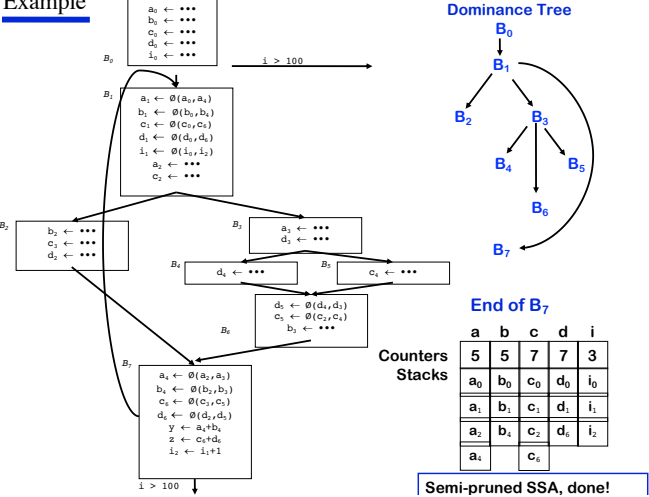 Example
a₀ ← •••
b₀ ← •••
c₀ ← •••
d₀ ← •••
i₀ ← •••
B₀
i > 100
B₁
a₁ ← Ø(a₀,a₄)
b₁ ← Ø(b₀,b₄)
c₁ ← Ø(c₀,c₆)
d₁ ← Ø(d₀,d₆)
i₁ ← Ø(i₀,i₂)
a₂ ← •••
c₂ ← •••
B₂
b₂ ← •••
c₃ ← •••
d₂ ← •••
B₃
a₃ ← •••
d₃ ← •••
B₄
d₄ ← •••
B₅
c₄ ← •••
d₅ ← Ø(d₄,d₃)
c₅ ← Ø(c₂,c₄)
b₃ ← •••
B₆
B₇
a₄ ← Ø(a₂,a₃)
b₄ ← Ø(b₂,b₃)
c₆ ← Ø(c₃,c₅)
d₆ ← Ø(d₂,d₅)
y ← a₄+b₄
z ← c₆+d₆
i₂ ← i₁+1
i > 100
Dominance Tree
B₀
B₁
B₂ B₃
B₄ B₅
B₆
B₇
End of B₇
a b c d i
Counters 5 5 7 7 3
Stacks a₀ b₀ c₀ d₀ i₀
a₁ b₁ c₁ d₁ i₁
a₂ b₄ c₂ d₆ i₂
a₄ c₆
Semi-pruned SSA, done!